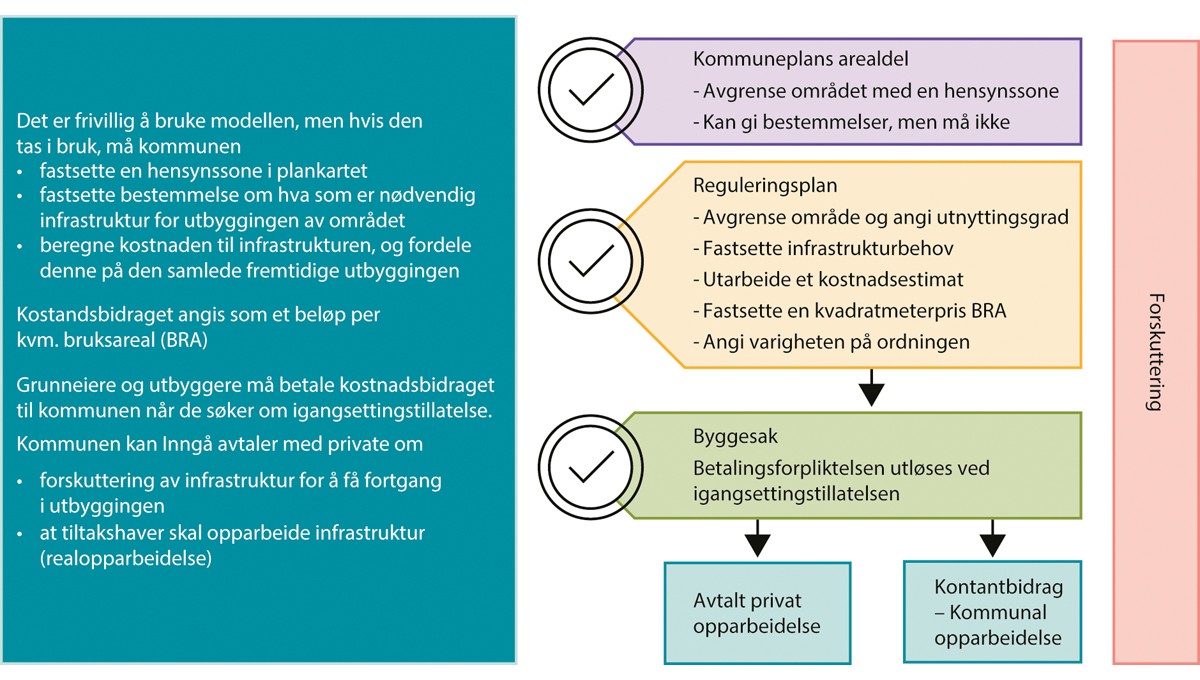 Det er frivillig å bruke modellen, men hvis den
tas i bruk, må kommunen
• fastsette en hensynssone i plankartet
• fastsette bestemmelse om hva som er nødvendig
infrastruktur for utbyggingen av området
• beregne kostnaden til infrastrukturen, og fordele
denne på den samlede fremtidige utbyggingen
Kostandsbidraget angis som et beløp per
kvm. bruksareal (BRA)
Grunneiere og utbyggere må betale kostnadsbidraget
til kommunen når de søker om igangsettingstillatelse.
Kommunen kan Inngå avtaler med private om
• forskuttering av infrastruktur for å få fortgang
i utbyggingen
• at tiltakshaver skal opparbeide infrastruktur
(realopparbeidelse)
Kommuneplans arealdel
- Avgrense området med en hensynssone
- Kan gi bestemmelser, men må ikke
Reguleringsplan
- Avgrense område og angi utnyttingsgrad
- Fastsette infrastrukturbehov
- Utarbeide et kostnadsestimat
- Fastsette en kvadratmeterpris BRA
- Angi varigheten på ordningen
Byggesak
Betalingsforpliktelsen utløses ved
igangsettingstillatelsen
Avtalt privat
opparbeidelse
Kontantbidrag
– Kommunal
opparbeidelse
Forskuttering